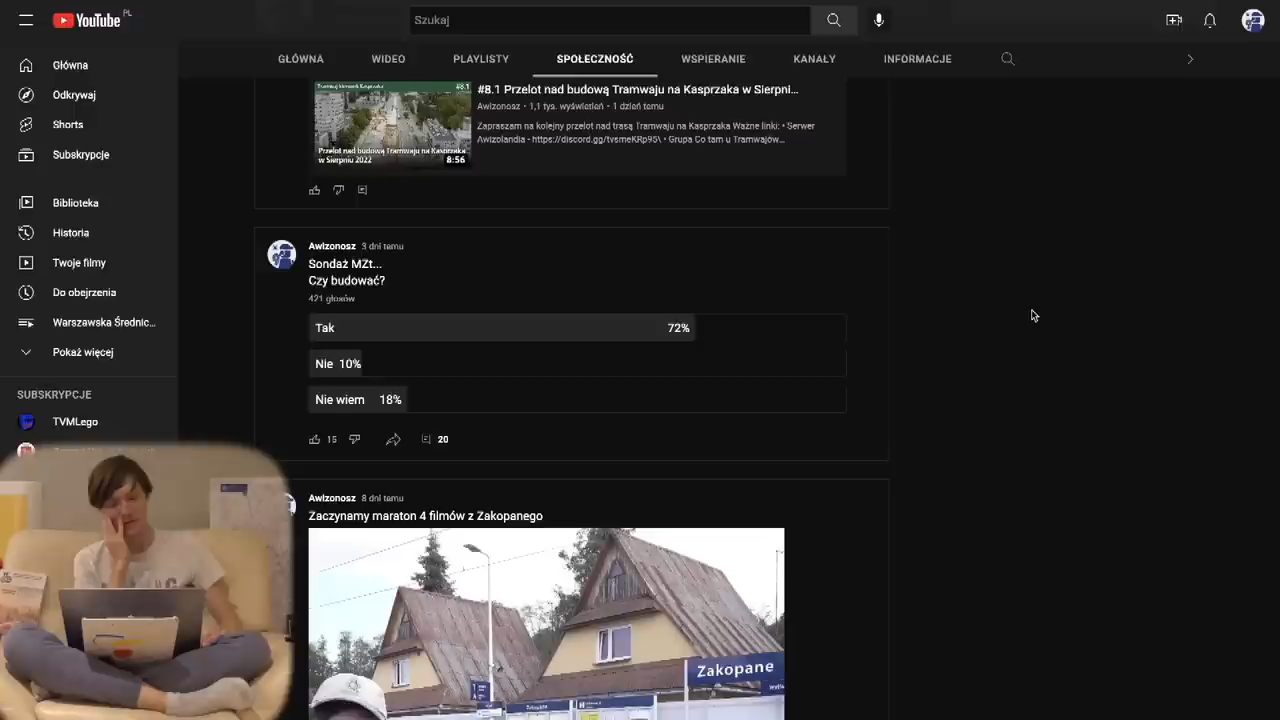 YouTube PL
Szukaj
GŁÓWNA WIDEO PLAYLISTY SPOŁECZNOŚĆ WSPIERANIE KANAŁY INFORMACJE
Główna
Odkrywaj
Shorts
Subskrypcje
Biblioteka
Historia
Twoje filmy
Do obejrzenia
Warszawska Średnic...
Pokaż więcej
SUBSKRYPCJE
TVMLego
#8.1
Przelot nad budową Tramwaju na Kasprzaka
w Sierpniu 2022
8:56
#8.1 Przelot nad budową Tramwaju na Kasprzaka w Sierpni...
Awizonosz • 1,1 tys. wyświetleń • 1 dzień temu
Zapraszam na kolejny przelot nad trasą Tramwaju na Kasprzaka Ważne linki: • Serwer
Awizolandia - https://discord.gg/tvsmeKRp95\ • Grupa Co tam u Tramwajów...
Awizonosz 3 dni temu
Sondaż MZt...
Czy budować?
421 głosów
Tak 72%
Nie 10%
Nie wiem 18%
15 20
Awizonosz 8 dni temu
Zaczynamy maraton 4 filmów z Zakopanego
Zakopane